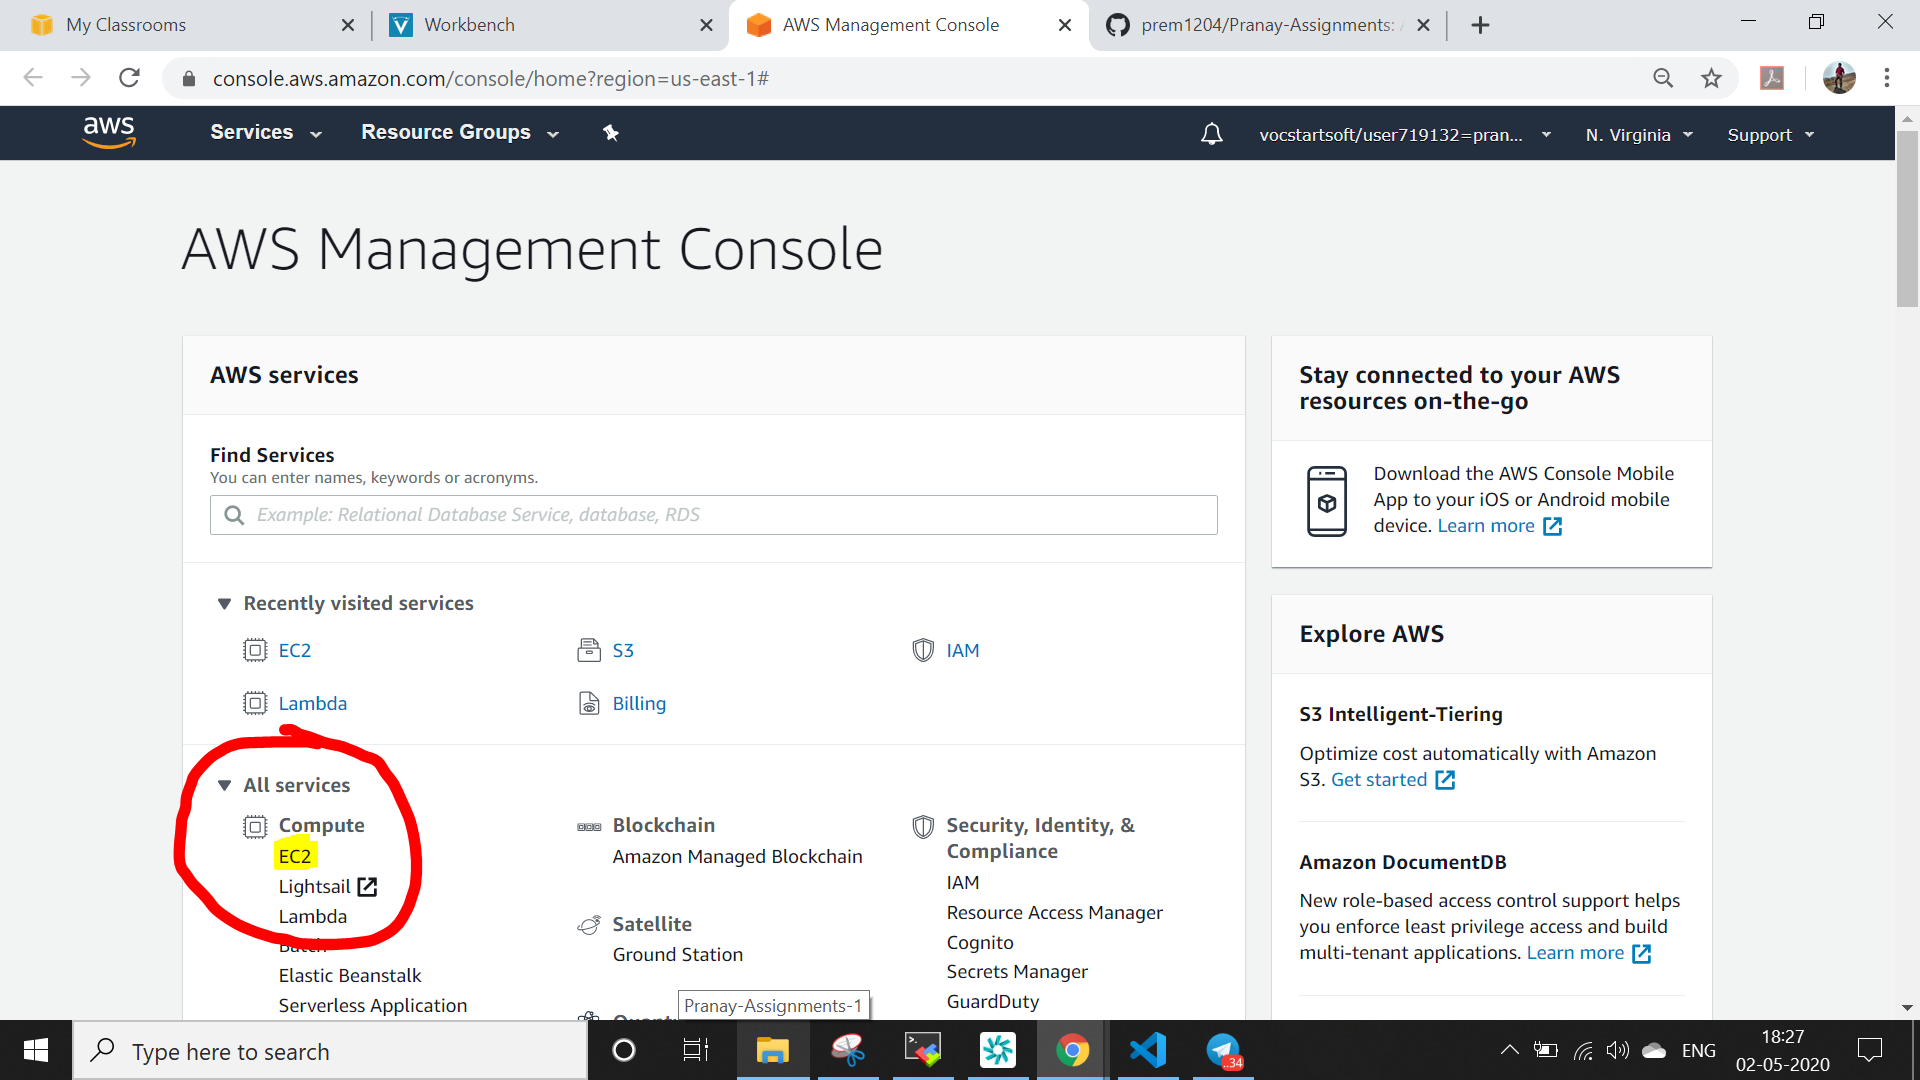 My Classrooms
Workbench
AWS Management Console
prem1204/Pranay-Assignments:
console.aws.amazon.com/console/home?region=us-east-1#
aws
Services
Resource Groups
vocstartsoft/user719132=pran...
N. Virginia
Support
AWS Management Console
AWS services
Find Services
You can enter names, keywords or acronyms.
Example: Relational Database Service, database, RDS
Recently visited services
EC2
S3
IAM
Lambda
Billing
All services
Compute
EC2
Lightsail
Lambda
Batch
Elastic Beanstalk
Serverless Application
Blockchain
Amazon Managed Blockchain
Satellite
Ground Station
Security, Identity, &
Compliance
IAM
Resource Access Manager
Cognito
Secrets Manager
GuardDuty
Pranay-Assignments-1
Stay connected to your AWS
resources on-the-go
Download the AWS Console Mobile
App to your iOS or Android mobile
device. Learn more
Explore AWS
S3 Intelligent-Tiering
Optimize cost automatically with Amazon
S3. Get started
Amazon DocumentDB
New role-based access control support helps
you enforce least privilege access and build
multi-tenant applications. Learn more
Type here to search
..34
ENG
18:27
02-05-2020